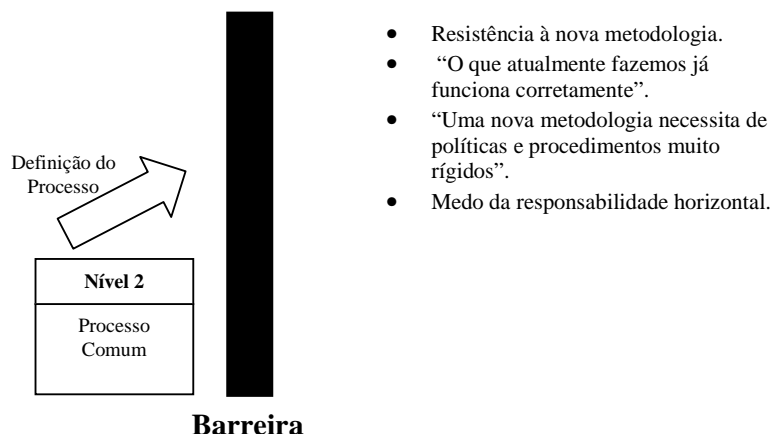 Definição do
Processo
Nível 2
Processo
Comum
Barreira
• Resistência à nova metodologia.
• “O que atualmente fazemos já
funciona corretamente”.
• “Uma nova metodologia necessita de
políticas e procedimentos muito
rígidos”.
• Medo da responsabilidade horizontal.